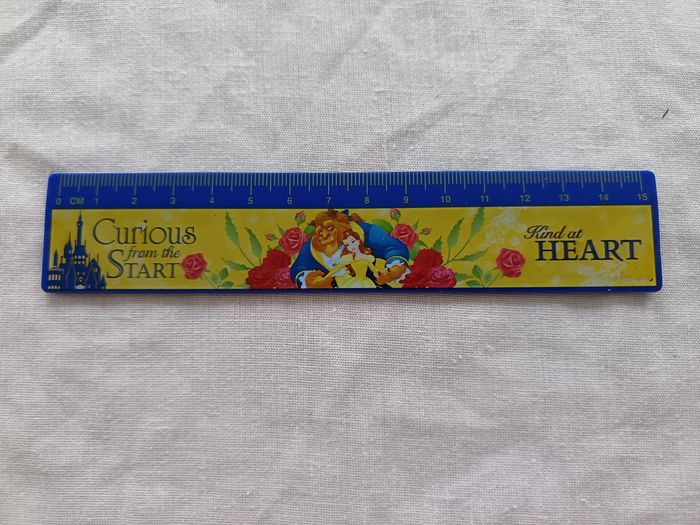 0 CM 1 2 3 4 5 6 7 8 9 10 11 12 13 14 15
Curious
from the
START
Kind at
HEART